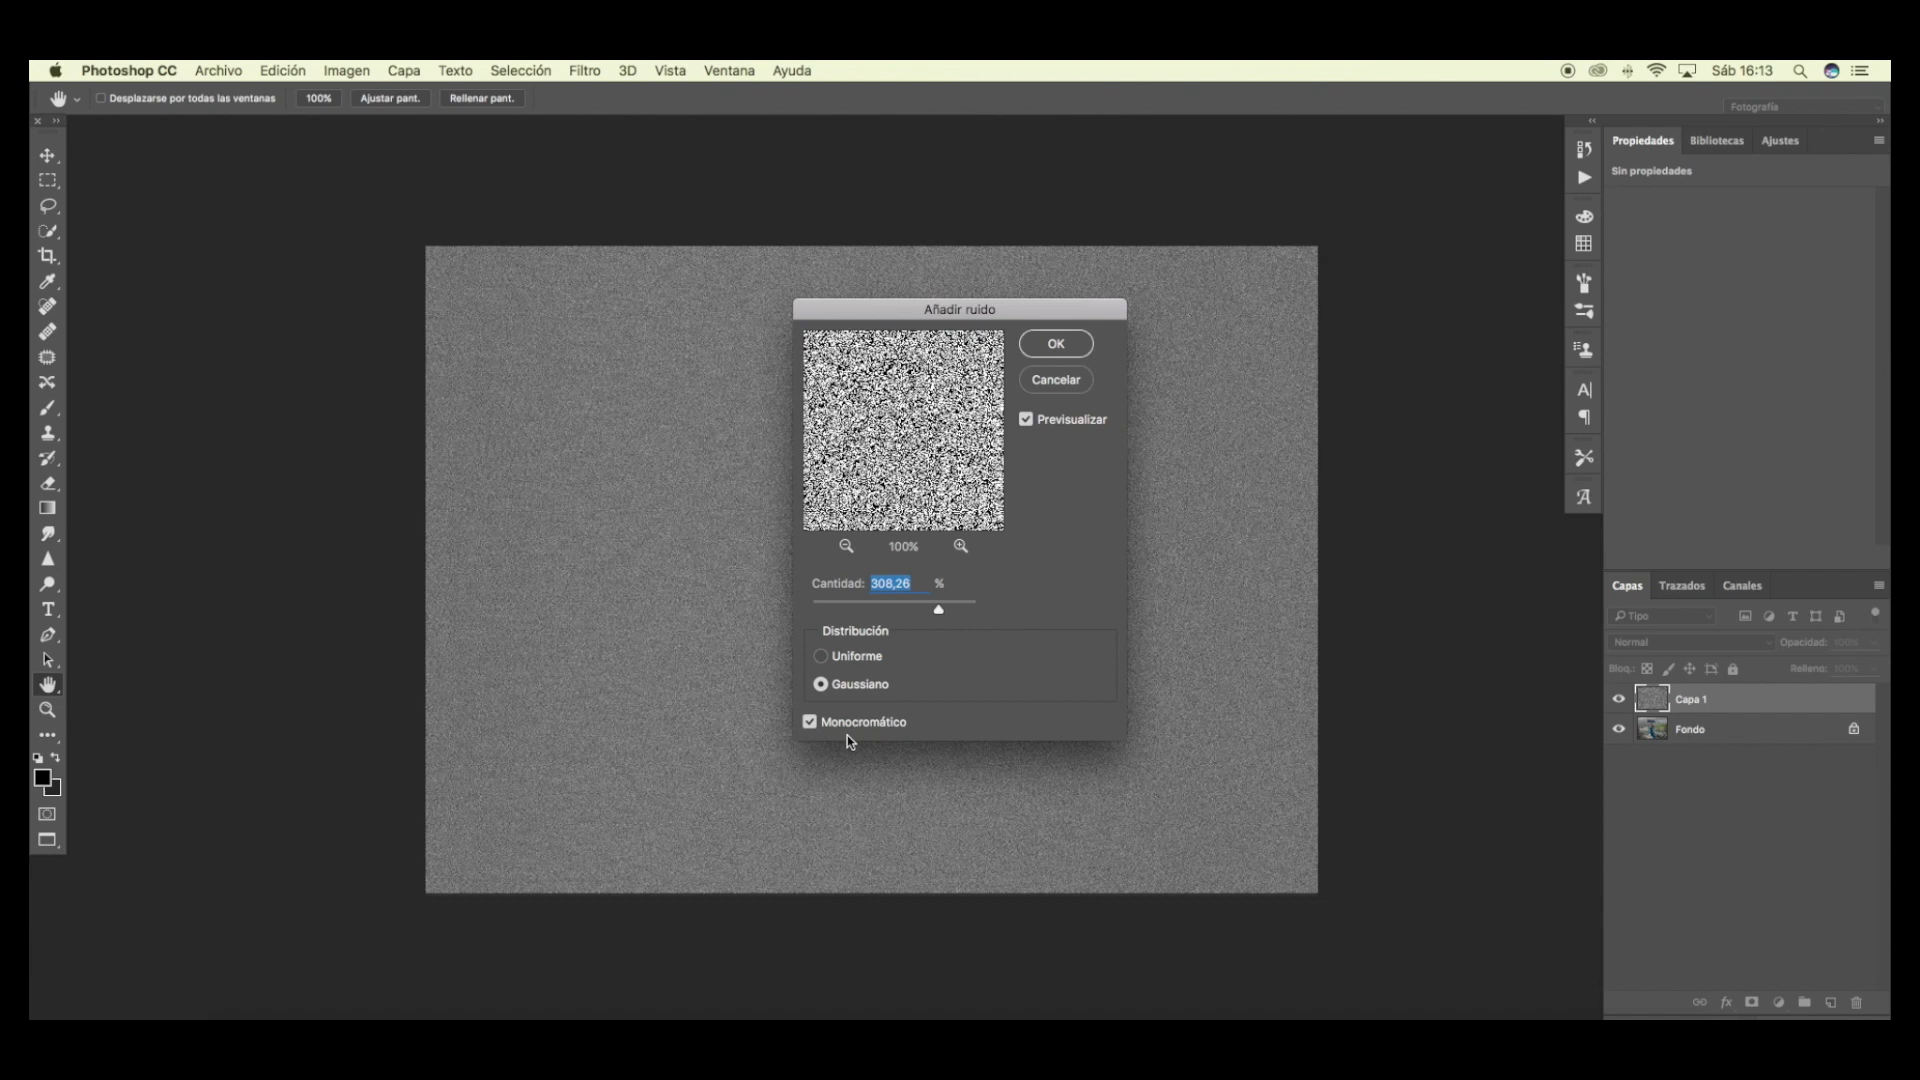 Photoshop CC Archivo Edición Imagen Capa Texto Selección Filtro 3D Vista Ventana Ayuda Sáb 16:13
Desplazarse por todas las ventanas 100% Ajustar pant. Rellenar pant.
Fotografía
Propiedades Bibliotecas Ajustes
Sin propiedades
Añadir ruido
OK
Cancelar
Previsualizar
100%
Cantidad: 308,26 %
Distribución
Uniforme
Gaussiano
Monocromático
Capas Trazados Canales
Tipo
Normal Opacidad: 100%
Bloq.: Relleno: 100%
Capa 1
Fondo